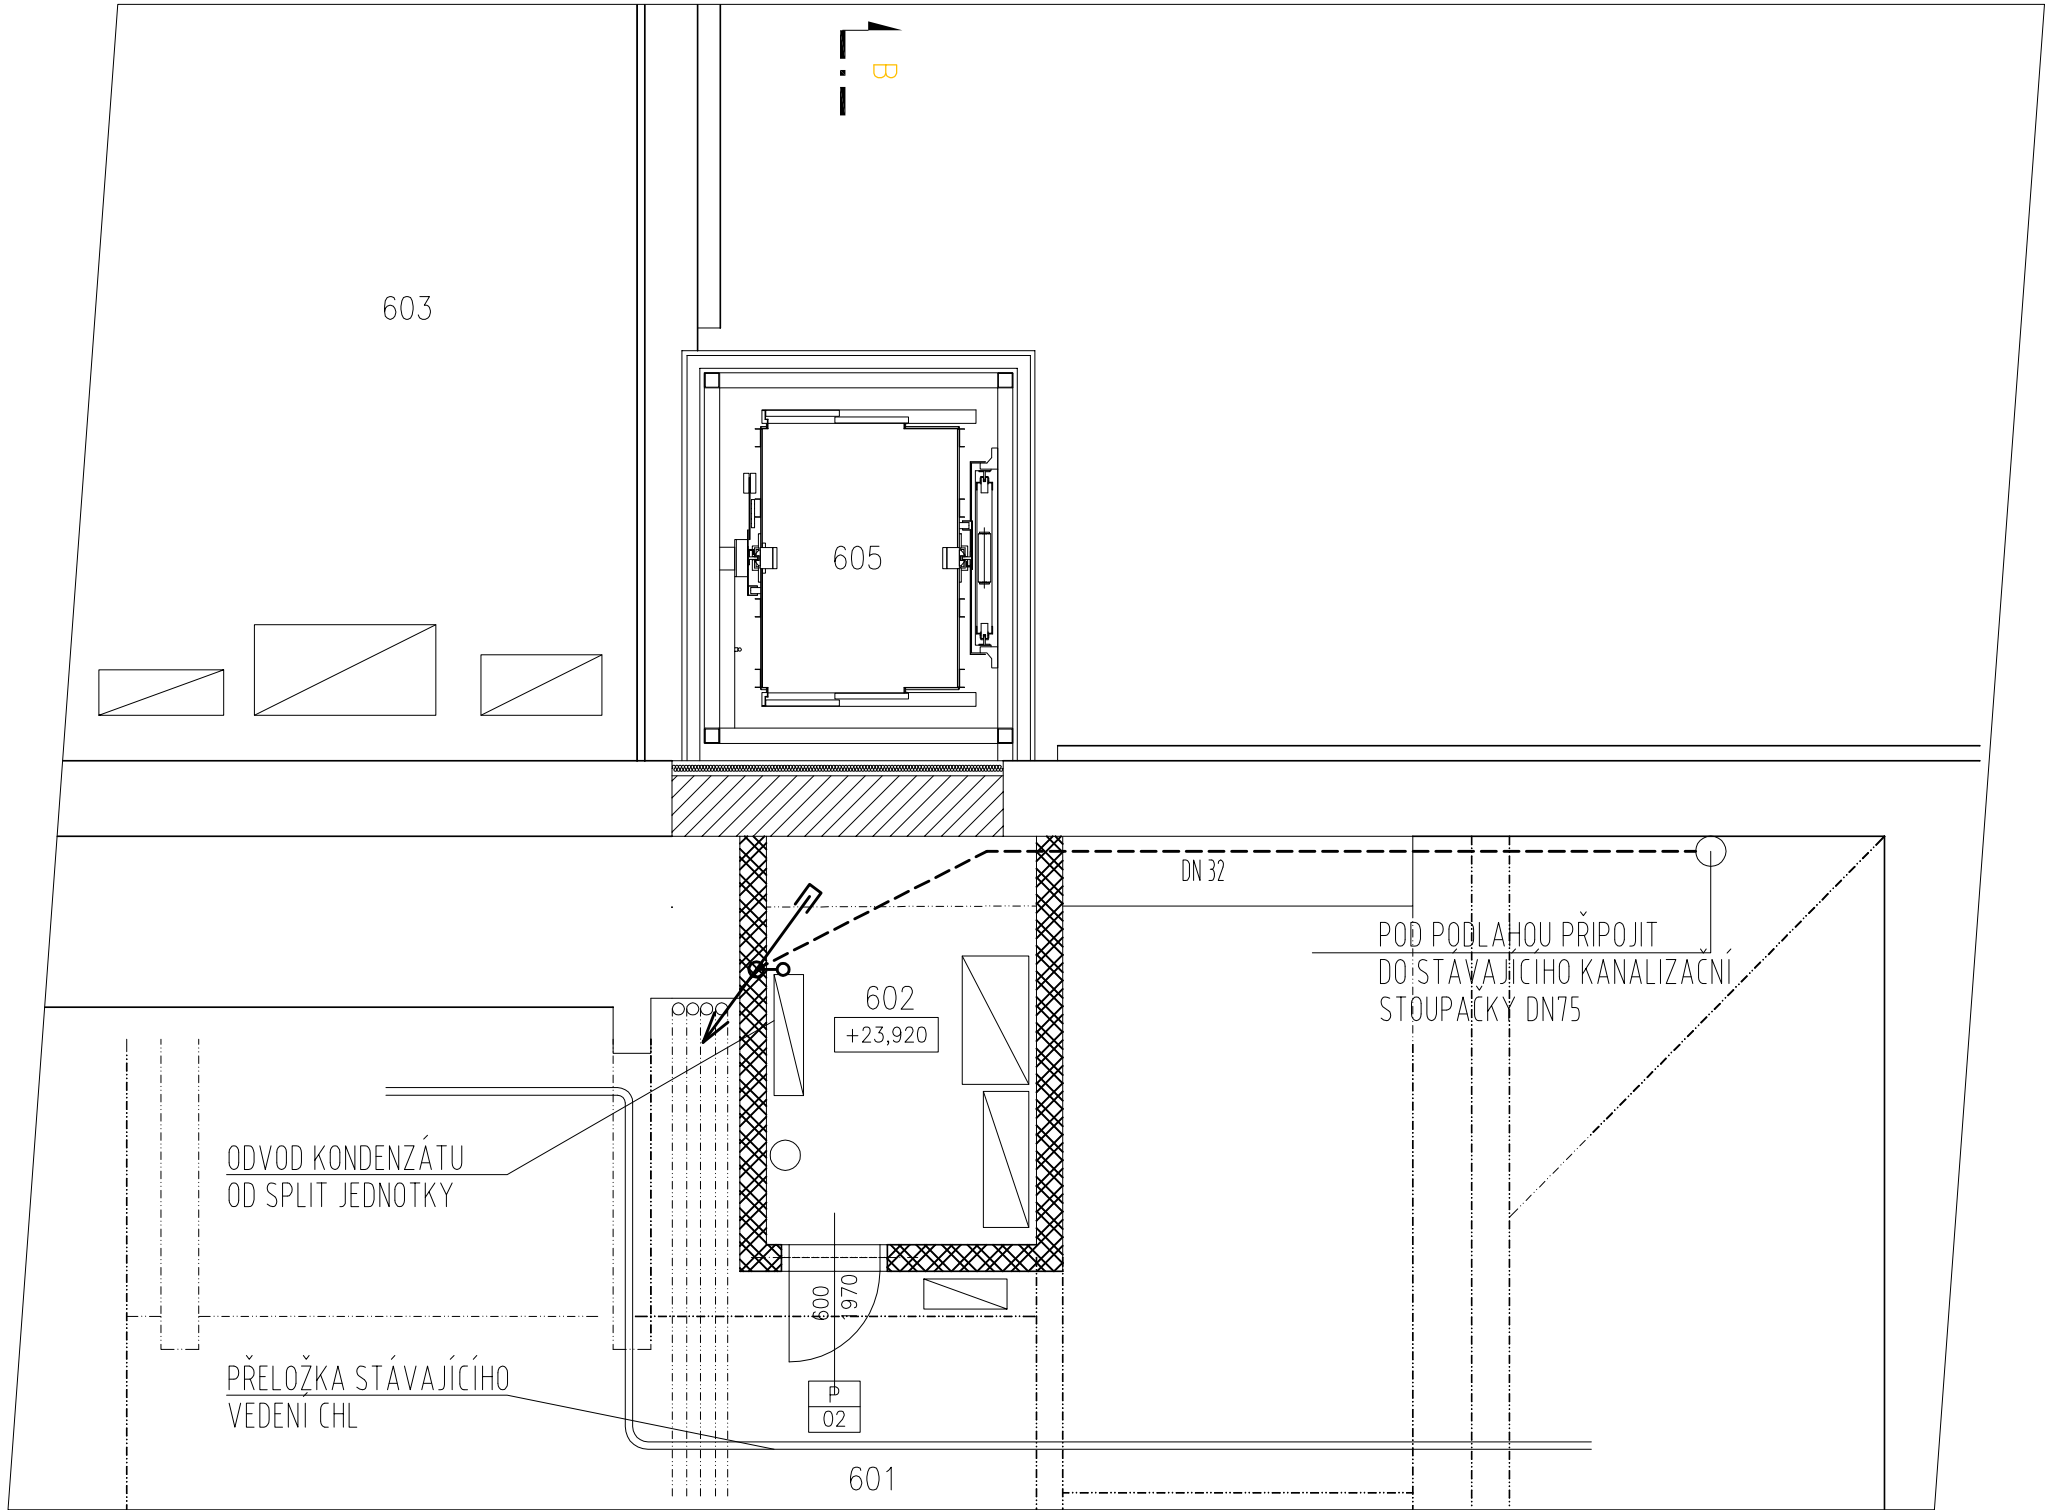 B
603
605
DN 32
POD PODLAHOU PŘIPOJIT
DO STÁVAJÍCÍHO KANALIZAČNÍ
STOUPAČKY DN75
602
+23,920
ODVOD KONDENZÁTU
OD SPLIT JEDNOTKY
600
1970
PŘELOŽKA STÁVAJÍCÍHO
VEDENÍ CHL
P
02
601